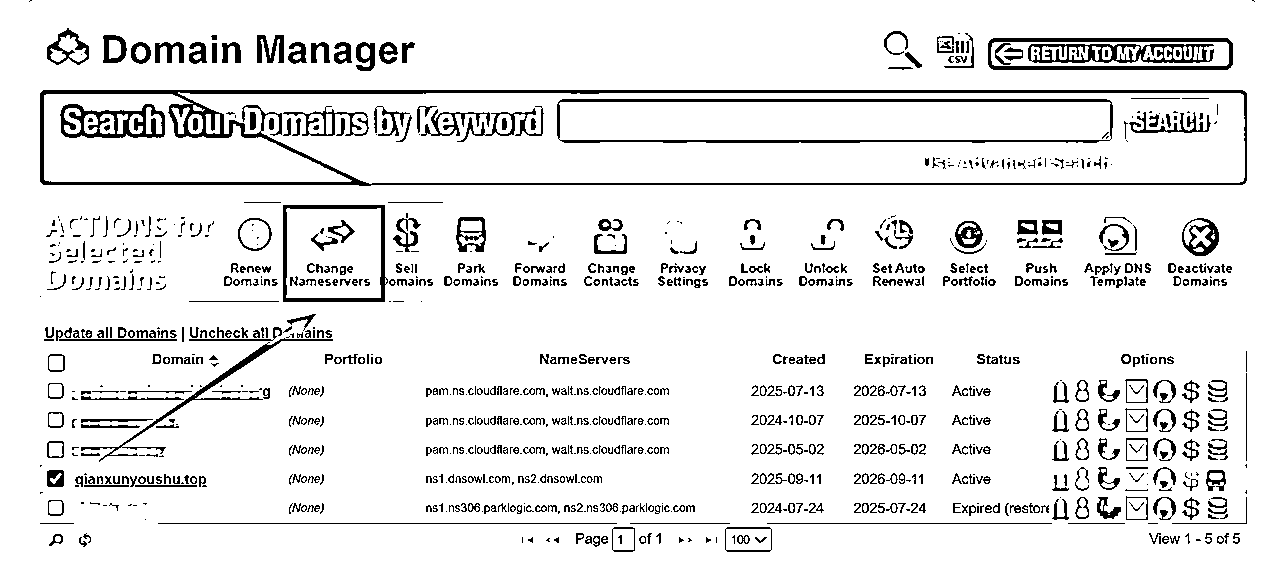 Domain Manager
CSV
RETURN TO MY ACCOUNT
Search Your Domains by Keyword
SEARCH
Use Advanced Search
ACTIONS for Selected Domains
Renew Domains
Change Nameservers
Sell Domains
Park Domains
Forward Domains
Change Contacts
Privacy Settings
Lock Domains
Unlock Domains
Set Auto Renewal
Select Portfolio
Push Domains
Apply DNS Template
Deactivate Domains
Update all Domains | Uncheck all Domains
Domain Portfolio NameServers Created Expiration Status Options
g (None) pam.ns.cloudflare.com, walt.ns.cloudflare.com 2025-07-13 2026-07-13 Active
(None) pam.ns.cloudflare.com, walt.ns.cloudflare.com 2024-10-07 2025-10-07 Active
(None) pam.ns.cloudflare.com, walt.ns.cloudflare.com 2025-05-02 2026-05-02 Active
qianxunyoushu.top (None) ns1.dnsowl.com, ns2.dnsowl.com 2025-09-11 2026-09-11 Active
(None) ns1.ns306.parklogic.com, ns2.ns306.parklogic.com 2024-07-24 2025-07-24 Expired (restore
Page 1 of 1 100 View 1 - 5 of 5